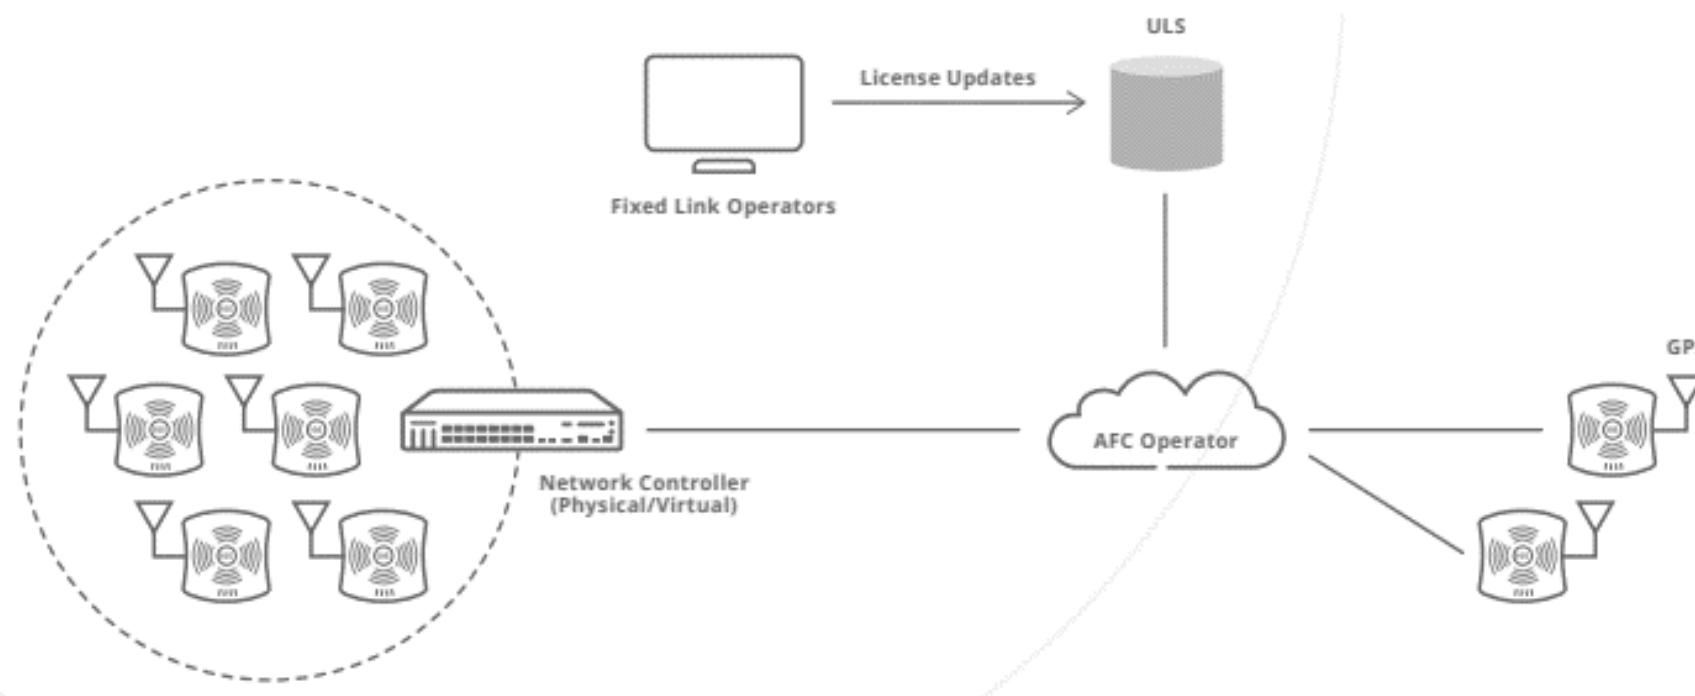 ULS
License Updates
Fixed Link Operators
GP
AFC Operator
Network Controller
(Physical/Virtual)